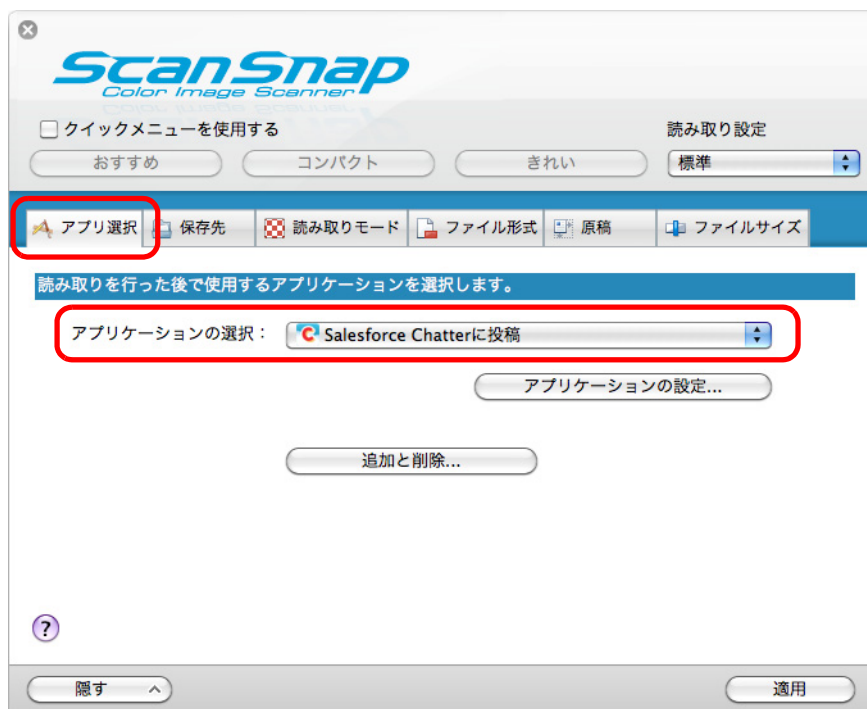 ScanSnap
Color Image Scanner
クイックメニューを使用する
読み取り設定
おすすめ
コンパクト
きれい
標準
アプリ選択
保存先
読み取りモード
ファイル形式
原稿
ファイルサイズ
読み取りを行った後で使用するアプリケーションを選択します。
アプリケーションの選択：
Salesforce Chatterに投稿
アプリケーションの設定...
追加と削除...
?
隠す
適用